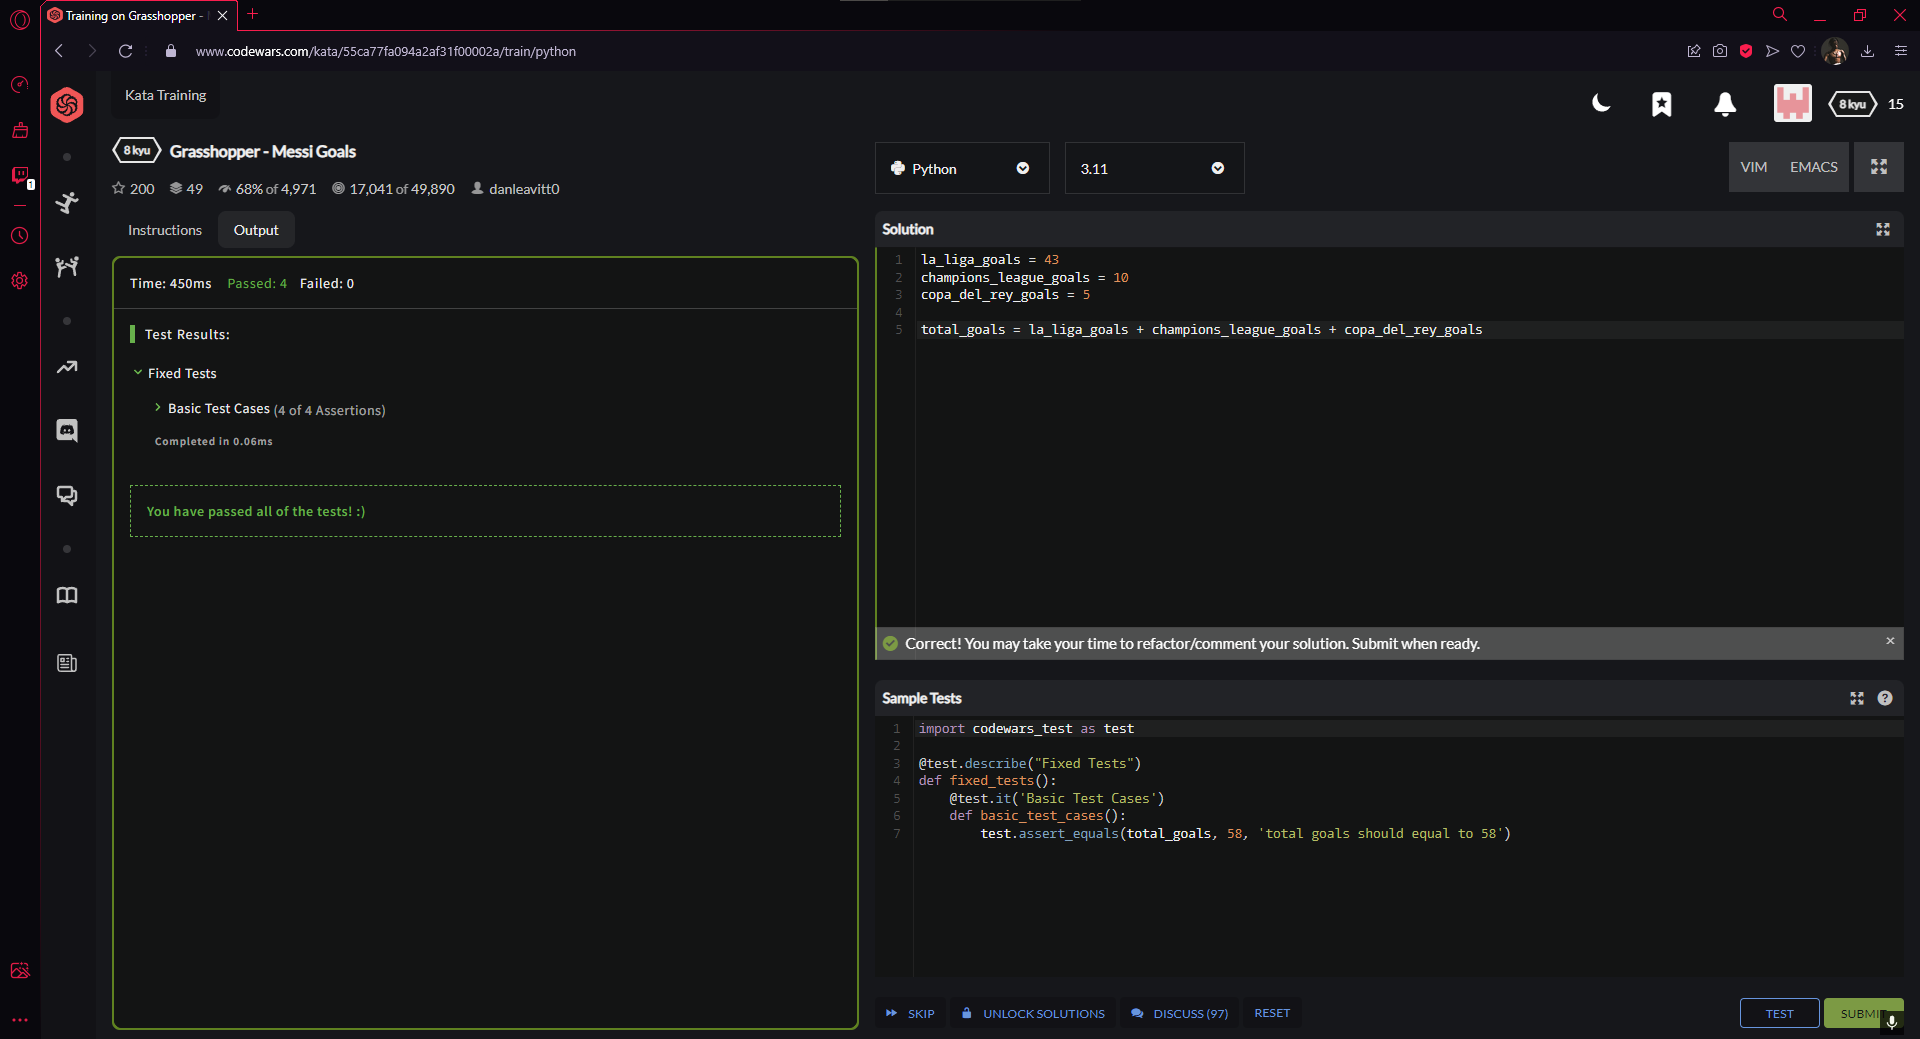 Training on Grasshopper -
www.codewars.com/kata/55ca77fa094a2af31f00002a/train/python
1
Kata Training
8 kyu
15
8 kyu
Grasshopper - Messi Goals
200
49
68% of 4,971
17,041 of 49,890
danleavitt0
Python
3.11
VIM
EMACS
Instructions
Output
Time: 450ms Passed: 4 Failed: 0
Test Results:
Fixed Tests
Basic Test Cases (4 of 4 Assertions)
Completed in 0.06ms
You have passed all of the tests! :)
Solution
1 la_liga_goals = 43
2 champions_league_goals = 10
3 copa_del_rey_goals = 5
4
5 total_goals = la_liga_goals + champions_league_goals + copa_del_rey_goals
Correct! You may take your time to refactor/comment your solution. Submit when ready.
Sample Tests
1 import codewars_test as test
2
3 @test.describe("Fixed Tests")
4 def fixed_tests():
5     @test.it('Basic Test Cases')
6     def basic_test_cases():
7         test.assert_equals(total_goals, 58, 'total goals should equal to 58')
SKIP
UNLOCK SOLUTIONS
DISCUSS (97)
RESET
TEST
SUBMIT